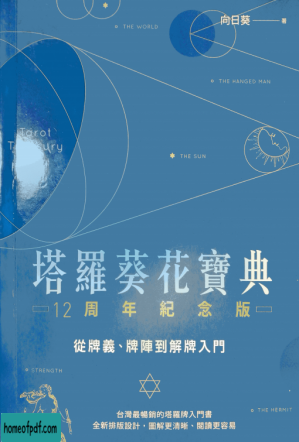 THE WORLD
向日葵 著
THE HANGED MAN
Tarot
Treasury
THE SUN
塔羅葵花寶典
12周年紀念版
從牌義、牌陣到解牌入門
STRENGTH
THE HERMIT
台灣最暢銷的塔羅牌入門書
全新排版設計，圖解更清晰、閱讀更容易
homeofpdf.com